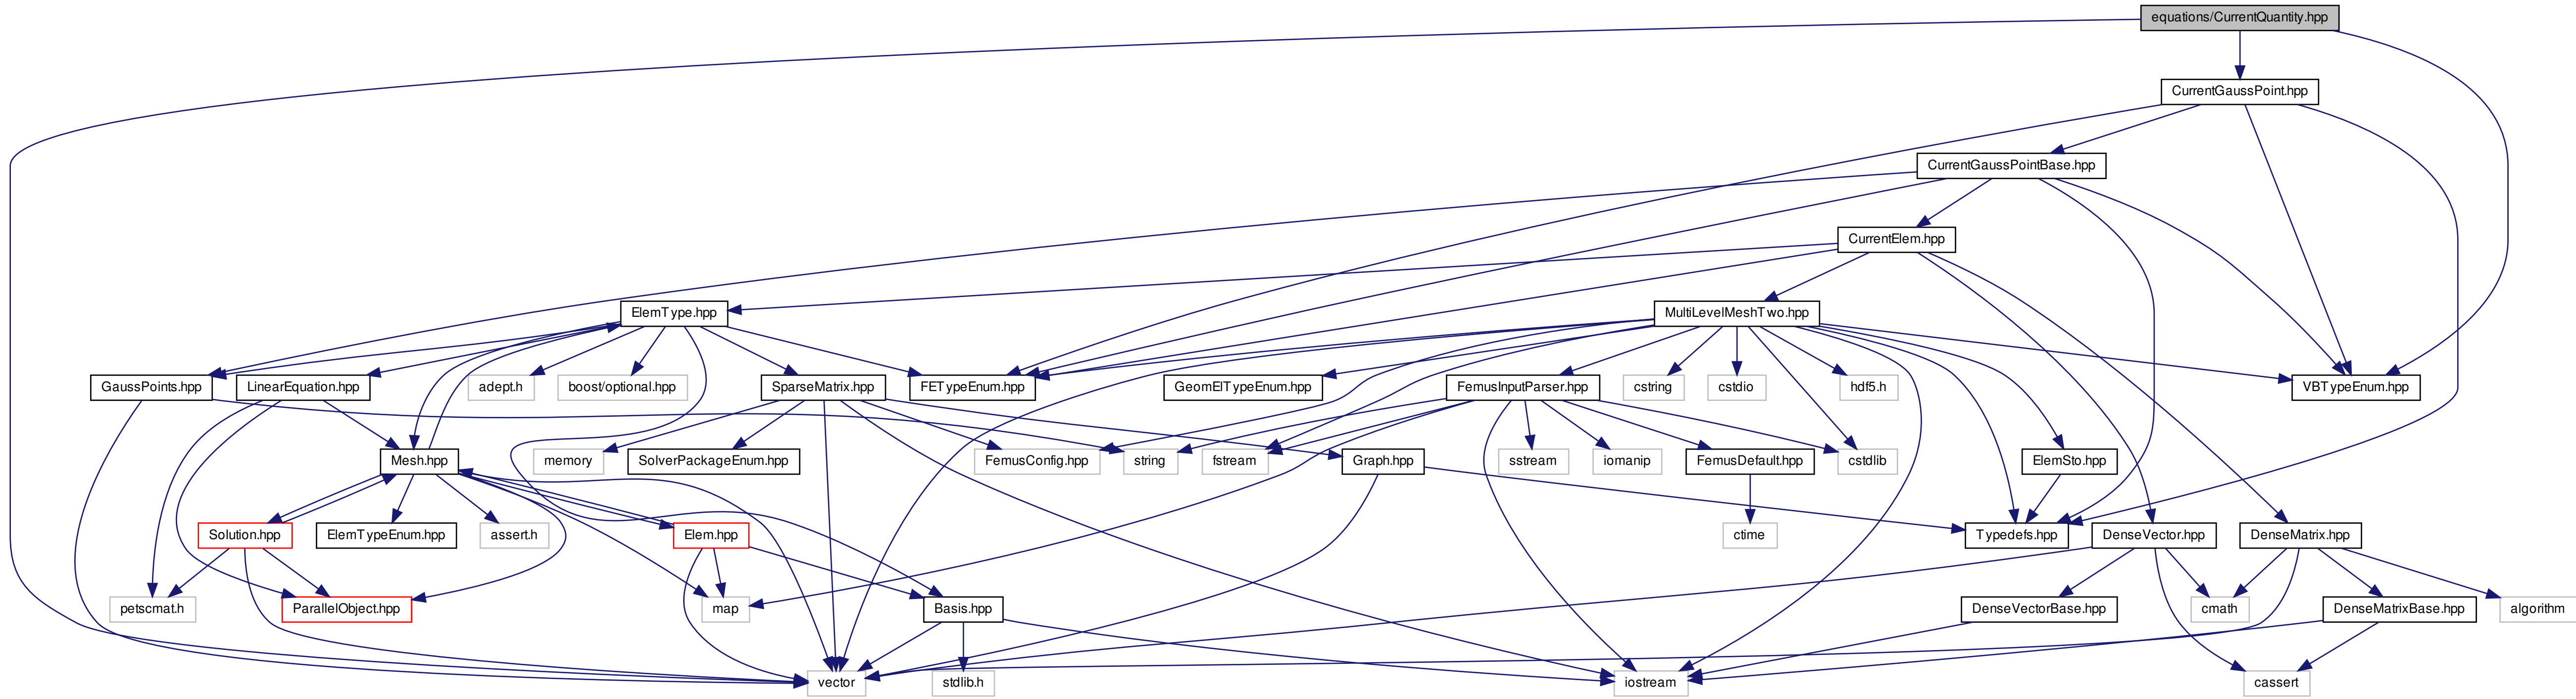 equations/CurrentQuantity.hpp
CurrentGaussPoint.hpp
CurrentGaussPointBase.hpp
CurrentElem.hpp
ElemType.hpp
MultiLevelMeshTwo.hpp
GaussPoints.hpp
LinearEquation.hpp
adept.h
boost/optional.hpp
SparseMatrix.hpp
FETypeEnum.hpp
GeomElTypeEnum.hpp
FemusInputParser.hpp
cstring
cstdio
hdf5.h
VBTypeEnum.hpp
Mesh.hpp
memory
SolverPackageEnum.hpp
FemusConfig.hpp
string
fstream
Graph.hpp
sstream
iomanip
FemusDefault.hpp
cstdlib
ElemSto.hpp
Solution.hpp
ElemTypeEnum.hpp
assert.h
Elem.hpp
ctime
Typedefs.hpp
DenseVector.hpp
DenseMatrix.hpp
petscmat.h
ParallelObject.hpp
map
Basis.hpp
DenseVectorBase.hpp
cmath
DenseMatrixBase.hpp
algorithm
vector
stdlib.h
iostream
cassert